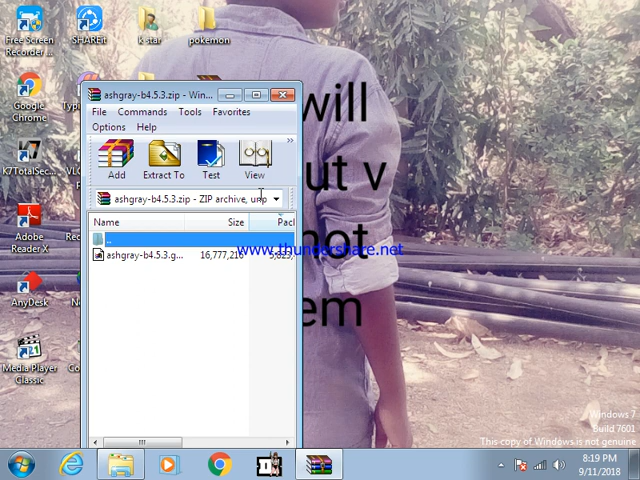 Free Screen
Recorder ...
SHAREit
k star
pokemon
Google
Chrome
K7TotalSec...
Adobe
Reader X
AnyDesk
Media Player
Classic
ashgray-b4.5.3.zip - Win...
File Commands Tools Favorites
Options Help
Add Extract To Test View
ashgray-b4.5.3.zip - ZIP archive, unp
Name Size Pack
..
ashgray-b4.5.3.g... 16,777,216
www.thundershare.net
will
ut v
not
em
Windows 7
Build 7601
This copy of Windows is not genuine
8:19 PM
9/11/2018